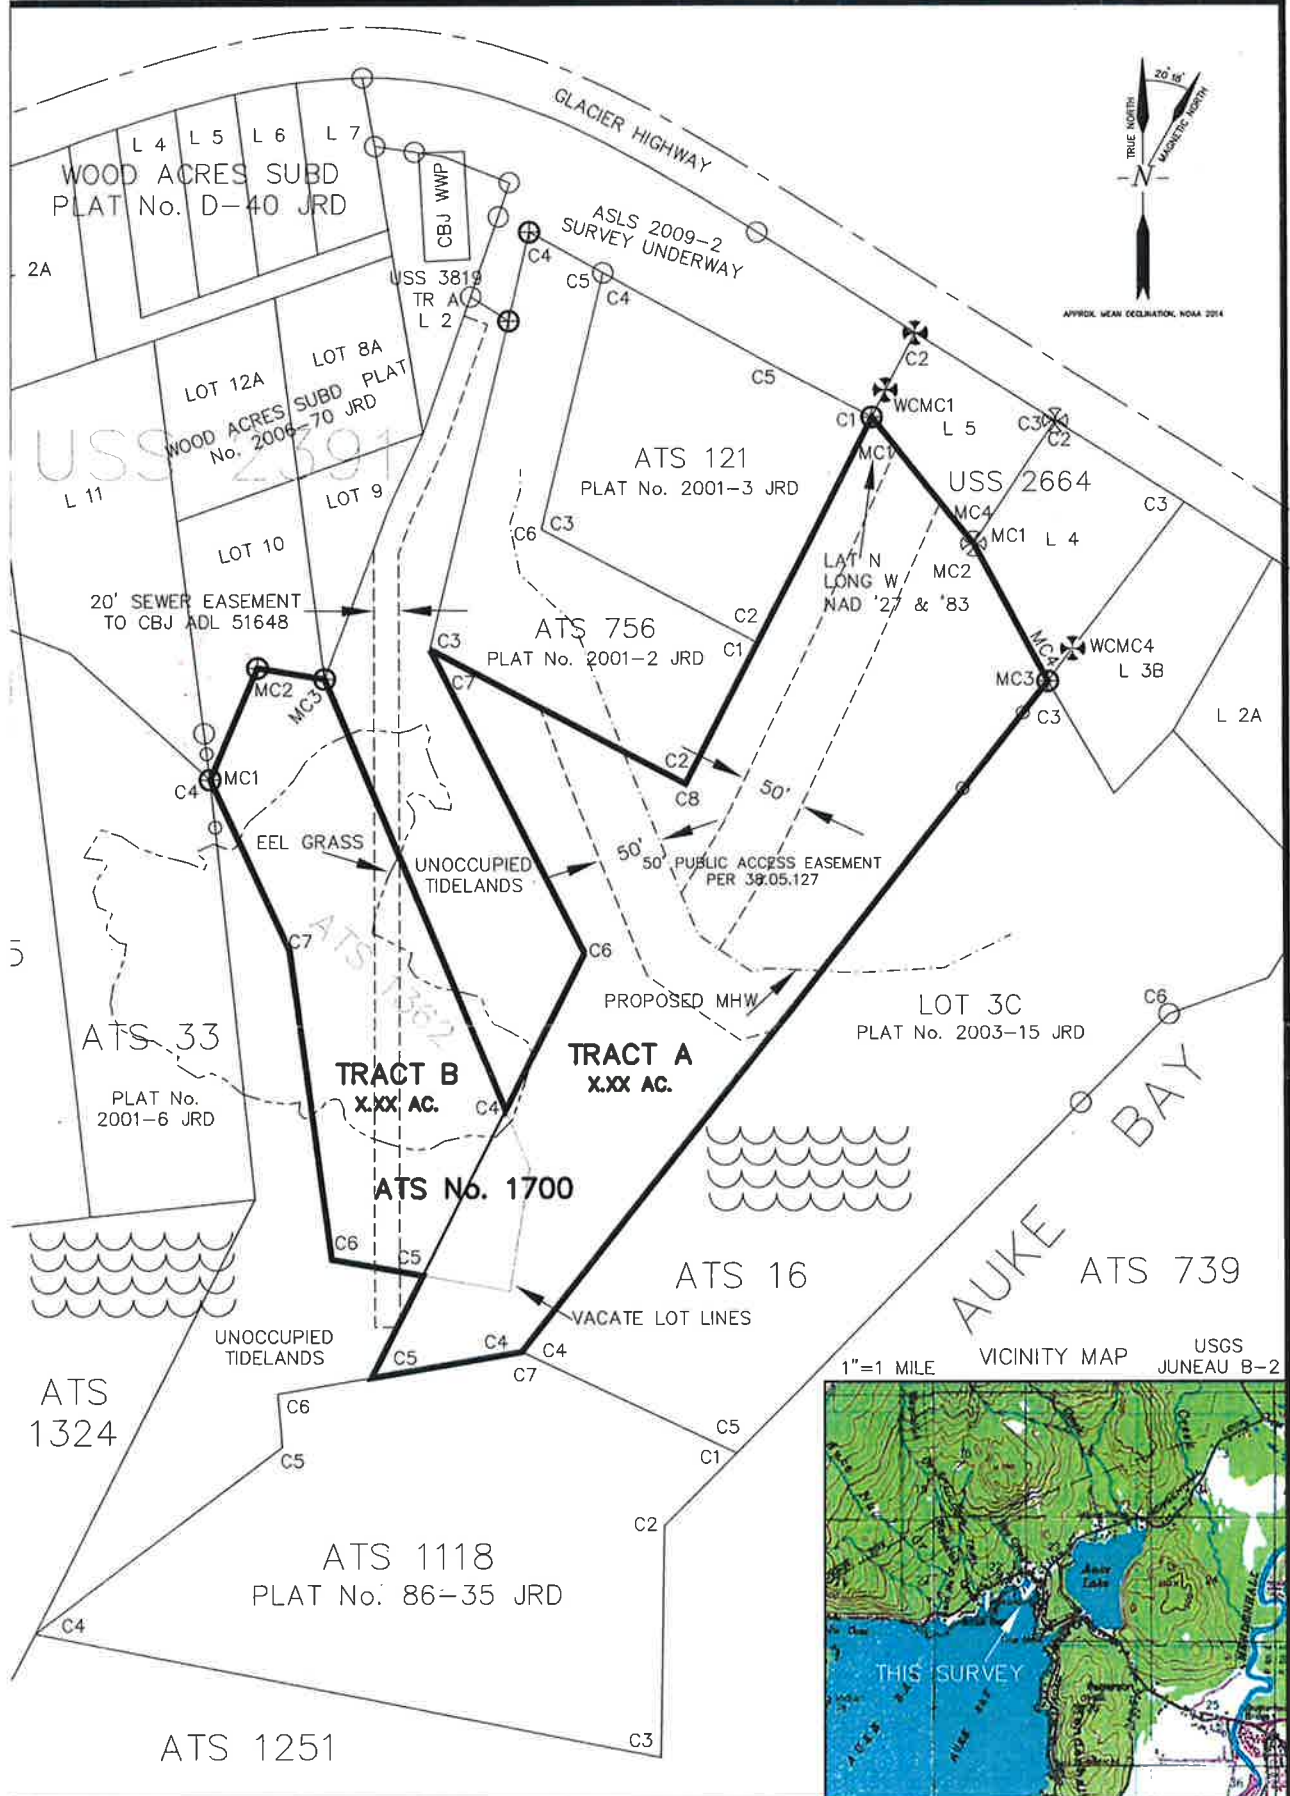 GLACIER HIGHWAY
20°18'
TRUE NORTH
MAGNETIC NORTH
N
APPROX. MEAN DECLINATION, NOAA 2014
L 4
L 5
L 6
L 7
WOOD ACRES SUBD
PLAT No. D-40 JRD
CBJ WWP
ASLS 2009-2
SURVEY UNDERWAY
2A
USS 3819
TR A
L 2
C4
C5
C4
C2
LOT 8A
LOT 12A
WOOD ACRES SUBD PLAT
No. 2006-70 JRD
USS 2391
C5
WCMC1
C1
L 5
C3
C2
MC1
ATS 121
PLAT No. 2001-3 JRD
USS 2664
L 11
LOT 9
C3
MC4
MC1
L 4
C6
C3
LOT 10
MC2
LAT N
LONG W
NAD '27 & '83
20' SEWER EASEMENT
TO CBJ ADL 51648
ATS 756
PLAT No. 2001-2 JRD
C2
C1
C3
C7
MC4
WCMC4
L 3B
MC2
MC3
MC3
C3
L 2A
C4
MC1
C2
C8
50'
EEL GRASS
UNOCCUPIED
TIDELANDS
50'
50' PUBLIC ACCESS EASEMENT
PER 38.05.127
ATS 1362
C7
C6
5
PROPOSED MHW
LOT 3C
PLAT No. 2003-15 JRD
C6
ATS 33
PLAT No.
2001-6 JRD
TRACT B
X.XX AC.
TRACT A
X.XX AC.
C4
AUKE BAY
ATS No. 1700
C6
C5
ATS 16
ATS 739
VACATE LOT LINES
UNOCCUPIED
TIDELANDS
C5
C4
C4
C7
1"=1 MILE
VICINITY MAP
USGS
JUNEAU B-2
ATS
1324
C6
C5
C5
C1
C2
ATS 1118
PLAT No. 86-35 JRD
C4
C3
ATS 1251
Creek
Auke
Lake
MENDENHALL
THIS SURVEY
25
36
AUKE BAY